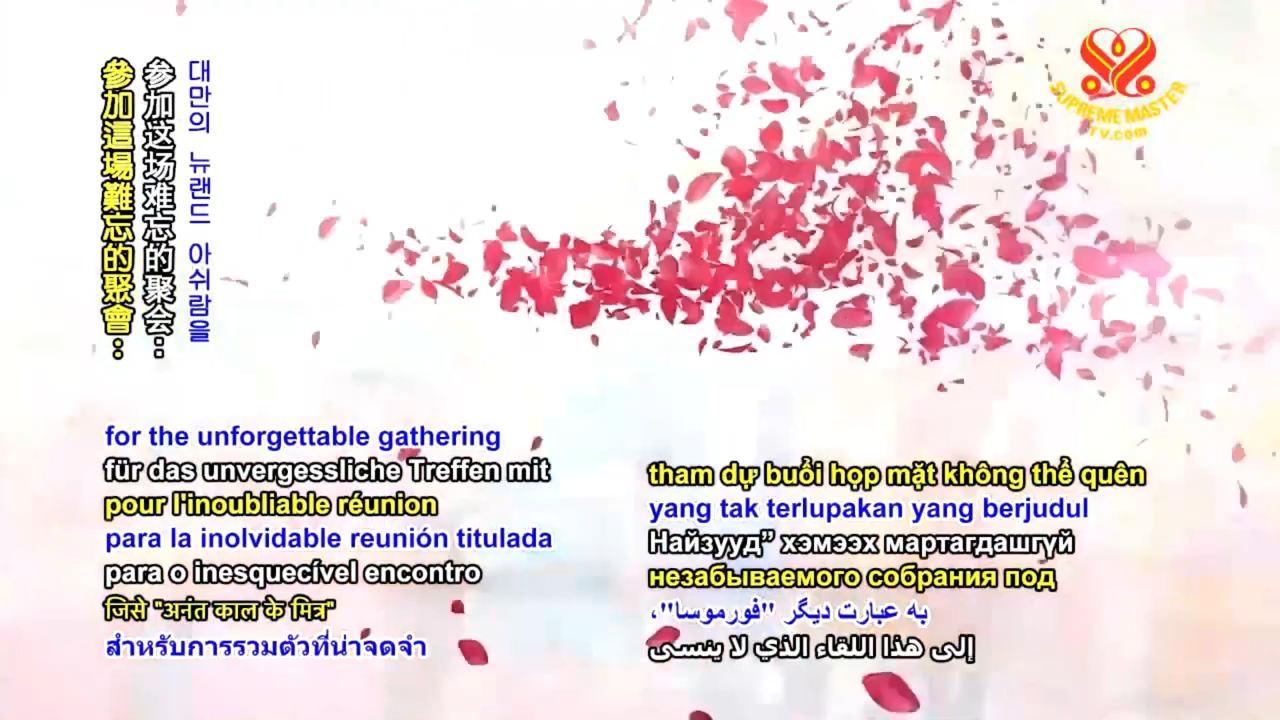 參加這場難忘的聚會：
参加这场难忘的聚会：
대만의 뉴랜드 아쉬람을
SUPREME MASTER
TV.com
for the unforgettable gathering
für das unvergessliche Treffen mit
pour l'inoubliable réunion
para la inolvidable reunión titulada
para o inesquecível encontro
जिसे "अनंत काल के मित्र"
สำหรับการรวมตัวที่น่าจดจำ
tham dự buổi họp mặt không thể quên
yang tak terlupakan yang berjudul
Найзууд” хэмээх мартагдашгүй
незабываемого собрания под
به عبارت دیگر "فورموسا"،
إلى هذا اللقاء الذي لا ينسى